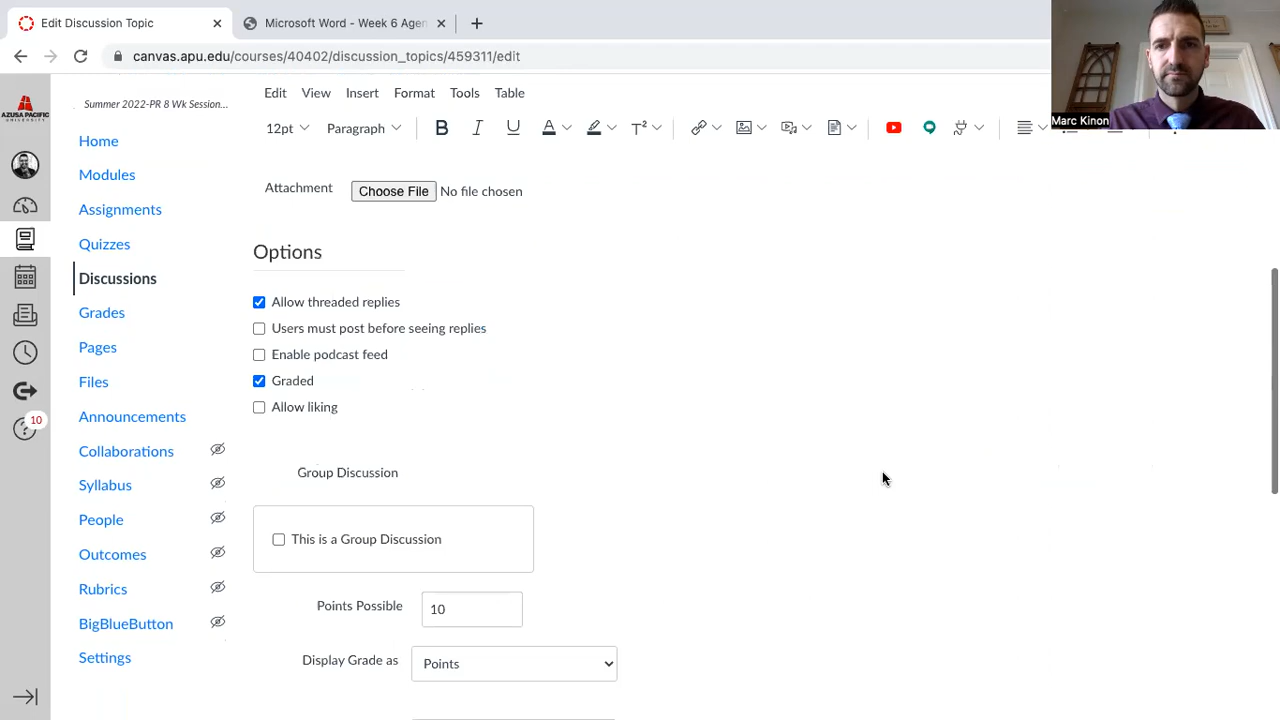 Edit Discussion Topic
Microsoft Word - Week 6 Agen
canvas.apu.edu/courses/40402/discussion_topics/459311/edit
Marc Kinon
AZUSA PACIFIC
UNIVERSITY
10
Summer 2022-PR 8 Wk Session...
Home
Modules
Assignments
Quizzes
Discussions
Grades
Pages
Files
Announcements
Collaborations
Syllabus
People
Outcomes
Rubrics
BigBlueButton
Settings
Edit View Insert Format Tools Table
12pt Paragraph B I U A T²
Attachment Choose File No file chosen
Options
Allow threaded replies
Users must post before seeing replies
Enable podcast feed
Graded
Allow liking
Group Discussion
This is a Group Discussion
Points Possible 10
Display Grade as Points